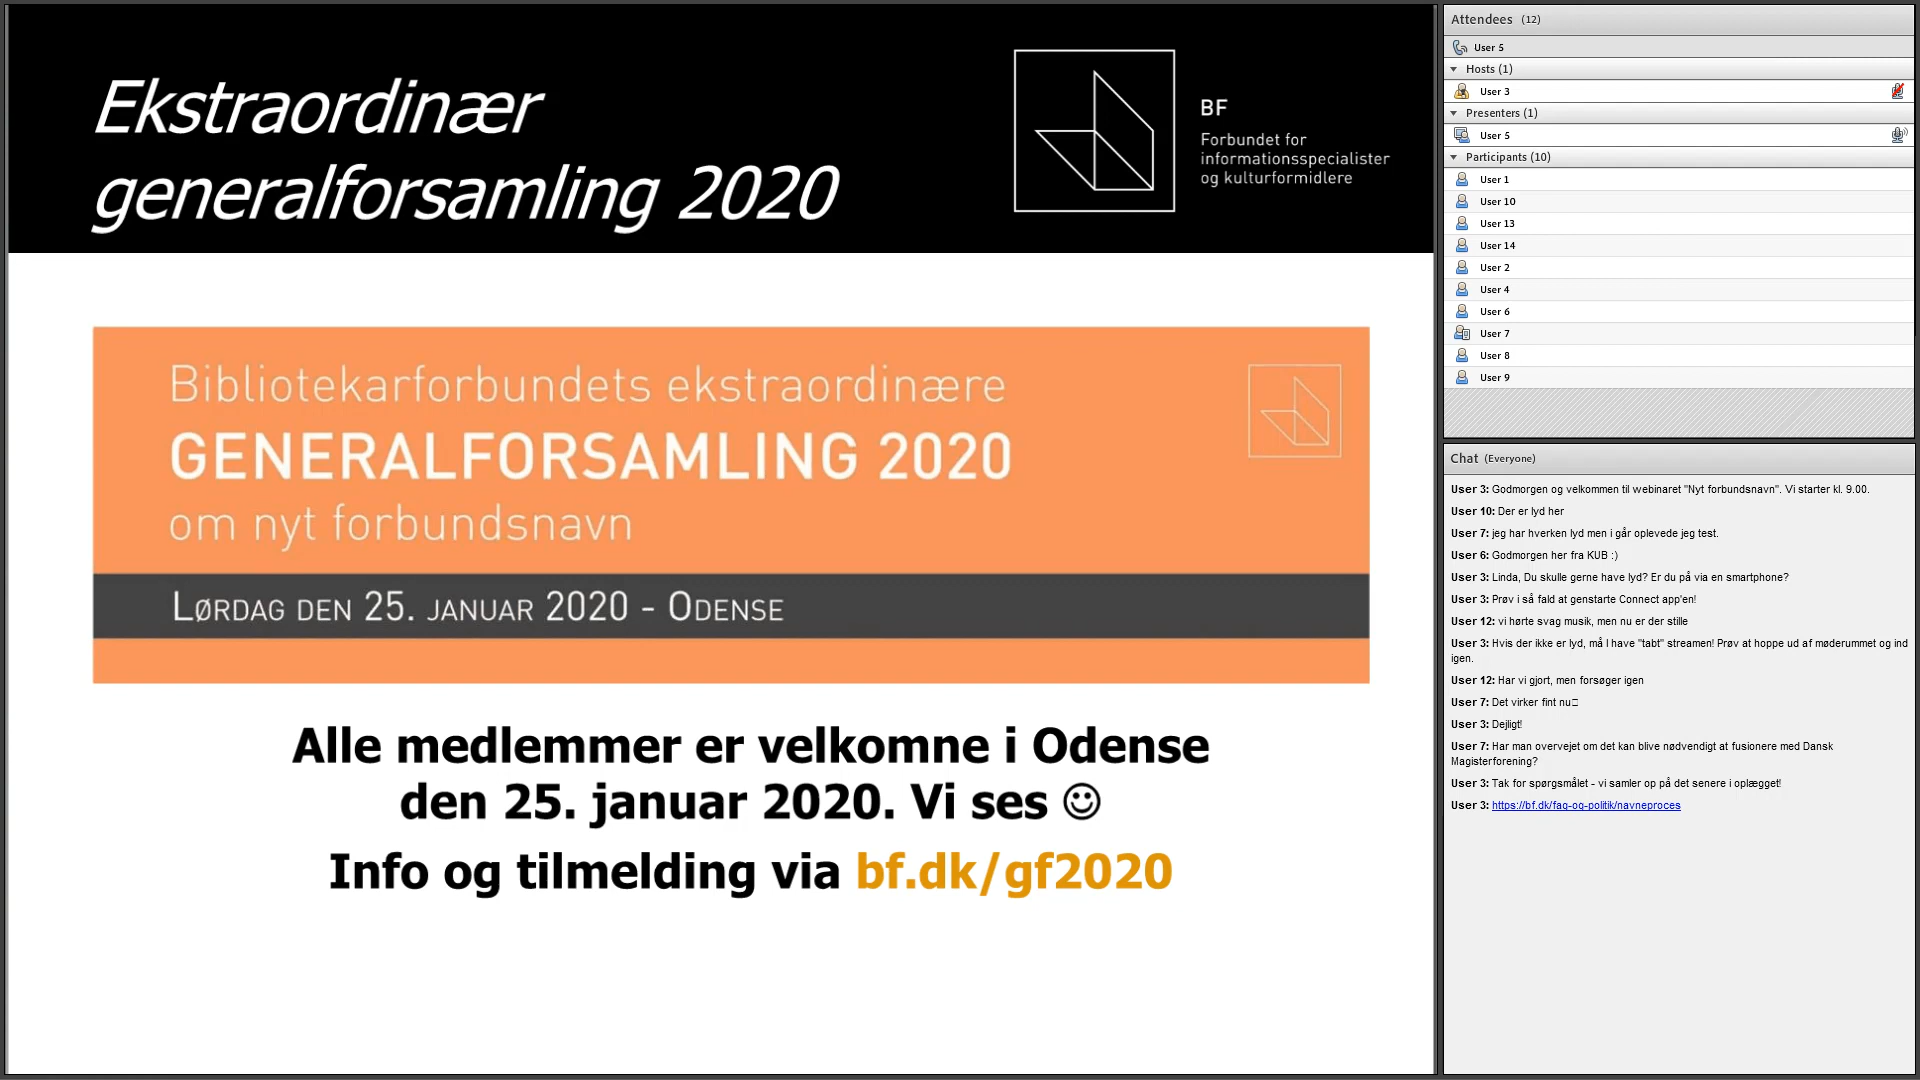 Ekstraordinær
generalforsamling 2020
BF
Forbundet for
informationsspecialister
og kulturformidlere
Bibliotekarforbundets ekstraordinære
GENERALFORSAMLING 2020
om nyt forbundsnavn
LØRDAG DEN 25. JANUAR 2020 - ODENSE
Alle medlemmer er velkomne i Odense
den 25. januar 2020. Vi ses ☺
Info og tilmelding via bf.dk/gf2020
Attendees (12)
User 5
Hosts (1)
User 3
Presenters (1)
User 5
Participants (10)
User 1
User 10
User 13
User 14
User 2
User 4
User 6
User 7
User 8
User 9
Chat (Everyone)
User 3: Godmorgen og velkommen til webinaret "Nyt forbundsnavn". Vi starter kl. 9.00.
User 10: Der er lyd her
User 7: jeg har hverken lyd men i går oplevede jeg test.
User 6: Godmorgen her fra KUB :)
User 3: Linda, Du skulle gerne have lyd? Er du på via en smartphone?
User 3: Prøv i så fald at genstarte Connect app'en!
User 12: vi hørte svag musik, men nu er der stille
User 3: Hvis der ikke er lyd, må I have "tabt" streamen! Prøv at hoppe ud af møderummet og ind
igen.
User 12: Har vi gjort, men forsøger igen
User 7: Det virker fint nu
User 3: Dejligt!
User 7: Har man overvejet om det kan blive nødvendigt at fusionere med Dansk
Magisterforening?
User 3: Tak for spørgsmålet - vi samler op på det senere i oplægget!
User 3: https://bf.dk/fag-og-politik/navneproces